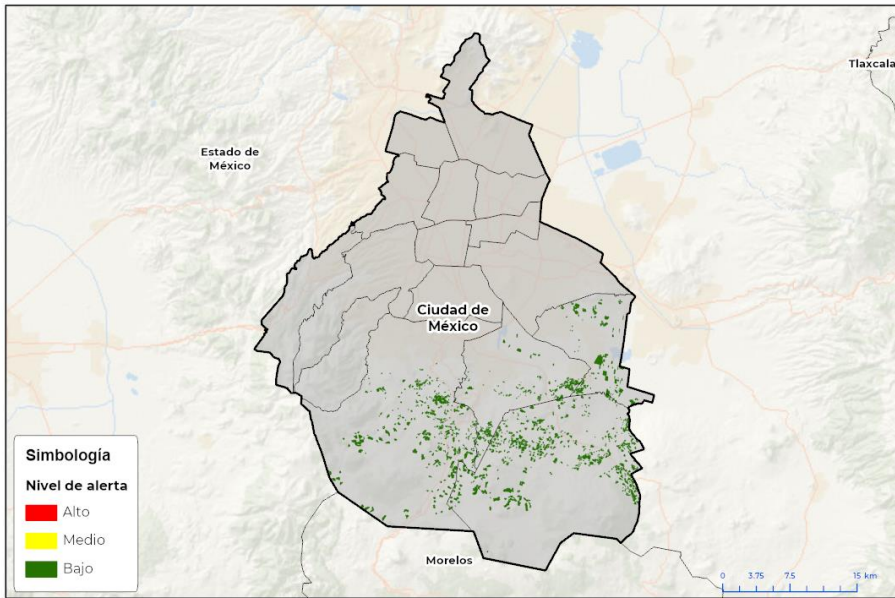 Tlaxcala
Estado de
México
Ciudad de
México
Simbología
Nivel de alerta
Alto
Medio
Bajo
Morelos
0 3.75 7.5 15 km